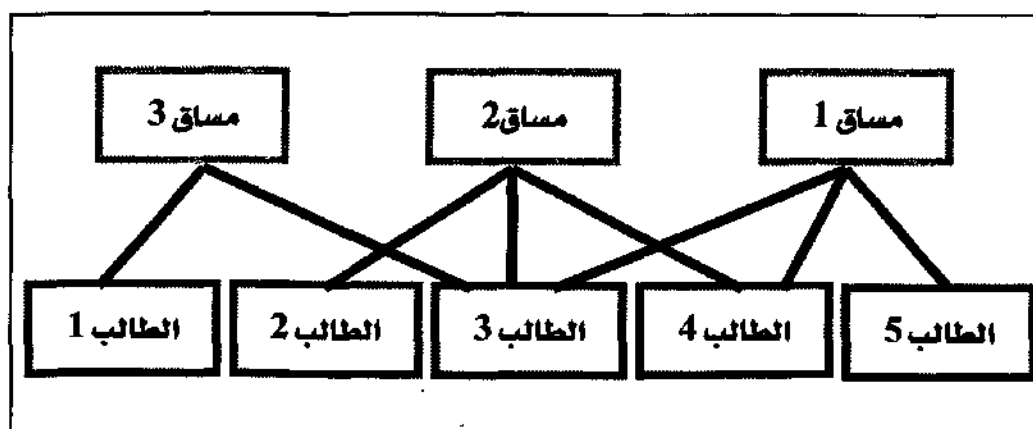 مساق 1
مساق2
مساق 3
الطالب 5
الطالب 4
الطالب 3
الطالب 2
الطالب 1